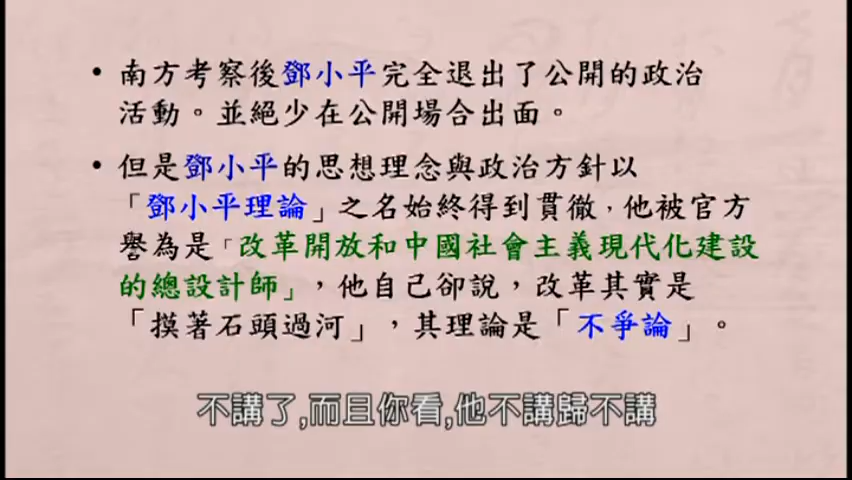 • 南方考察後鄧小平完全退出了公開的政治
活動。並絕少在公開場合出面。
• 但是鄧小平的思想理念與政治方針以
「鄧小平理論」之名始終得到貫徹，他被官方
譽為是「改革開放和中國社會主義現代化建設
的總設計師」，他自己卻說，改革其實是
「摸著石頭過河」，其理論是「不爭論」。
不講了,而且你看,他不講歸不講